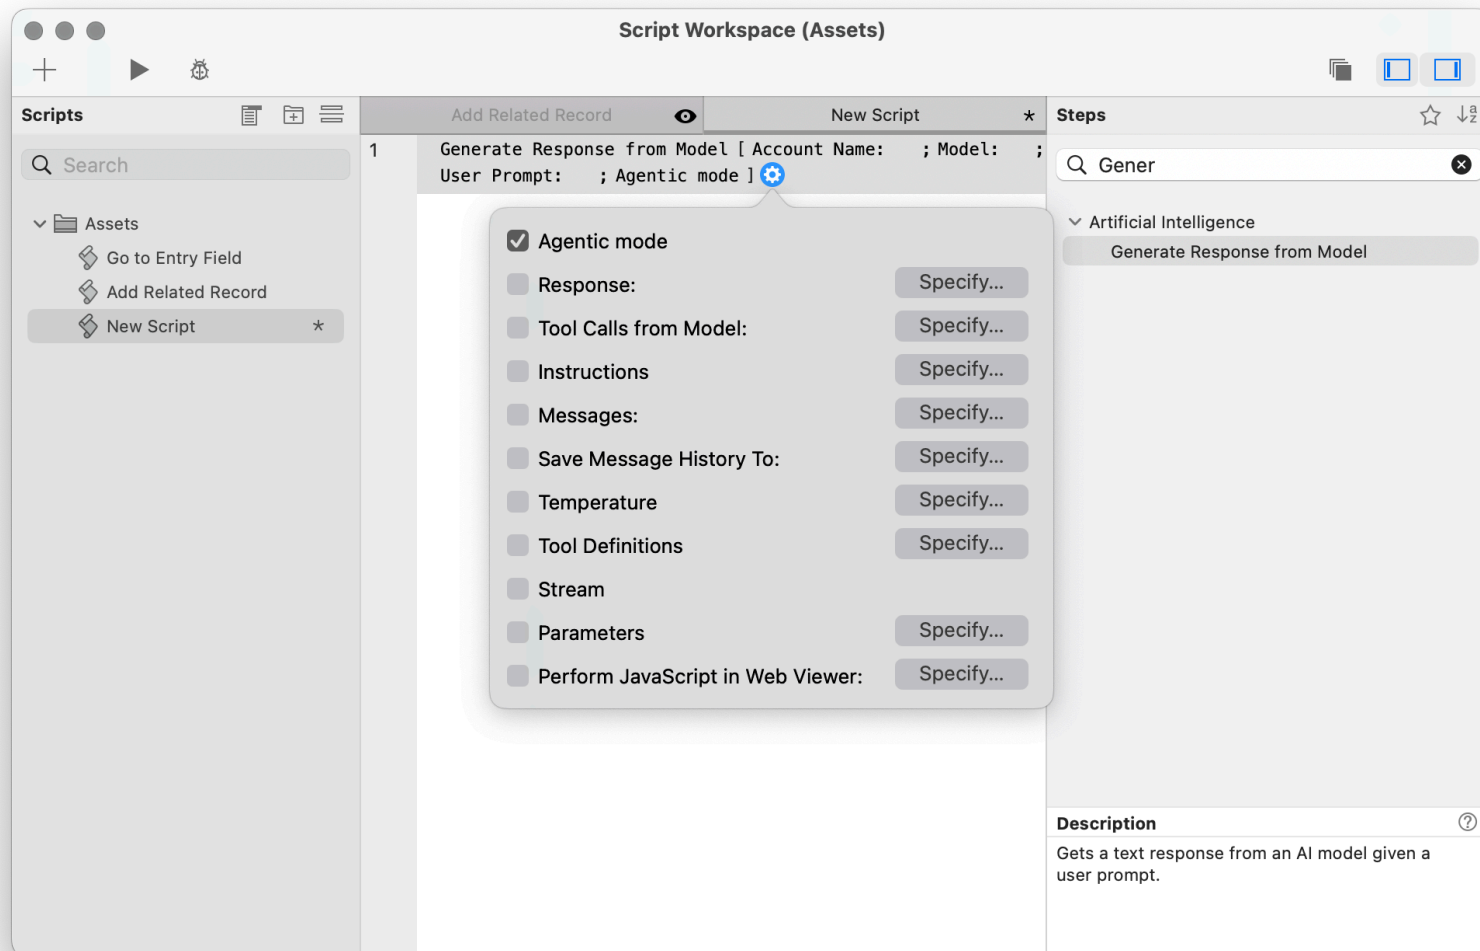 Script Workspace (Assets)
Scripts
Search
Assets
Go to Entry Field
Add Related Record
New Script *
Add Related Record
New Script *
1
Generate Response from Model [ Account Name:    ; Model:    ;
User Prompt:    ; Agentic mode ]
Agentic mode
Response: Specify...
Tool Calls from Model: Specify...
Instructions Specify...
Messages: Specify...
Save Message History To: Specify...
Temperature Specify...
Tool Definitions Specify...
Stream
Parameters Specify...
Perform JavaScript in Web Viewer: Specify...
Steps
Gener
Artificial Intelligence
Generate Response from Model
Description
Gets a text response from an AI model given a
user prompt.